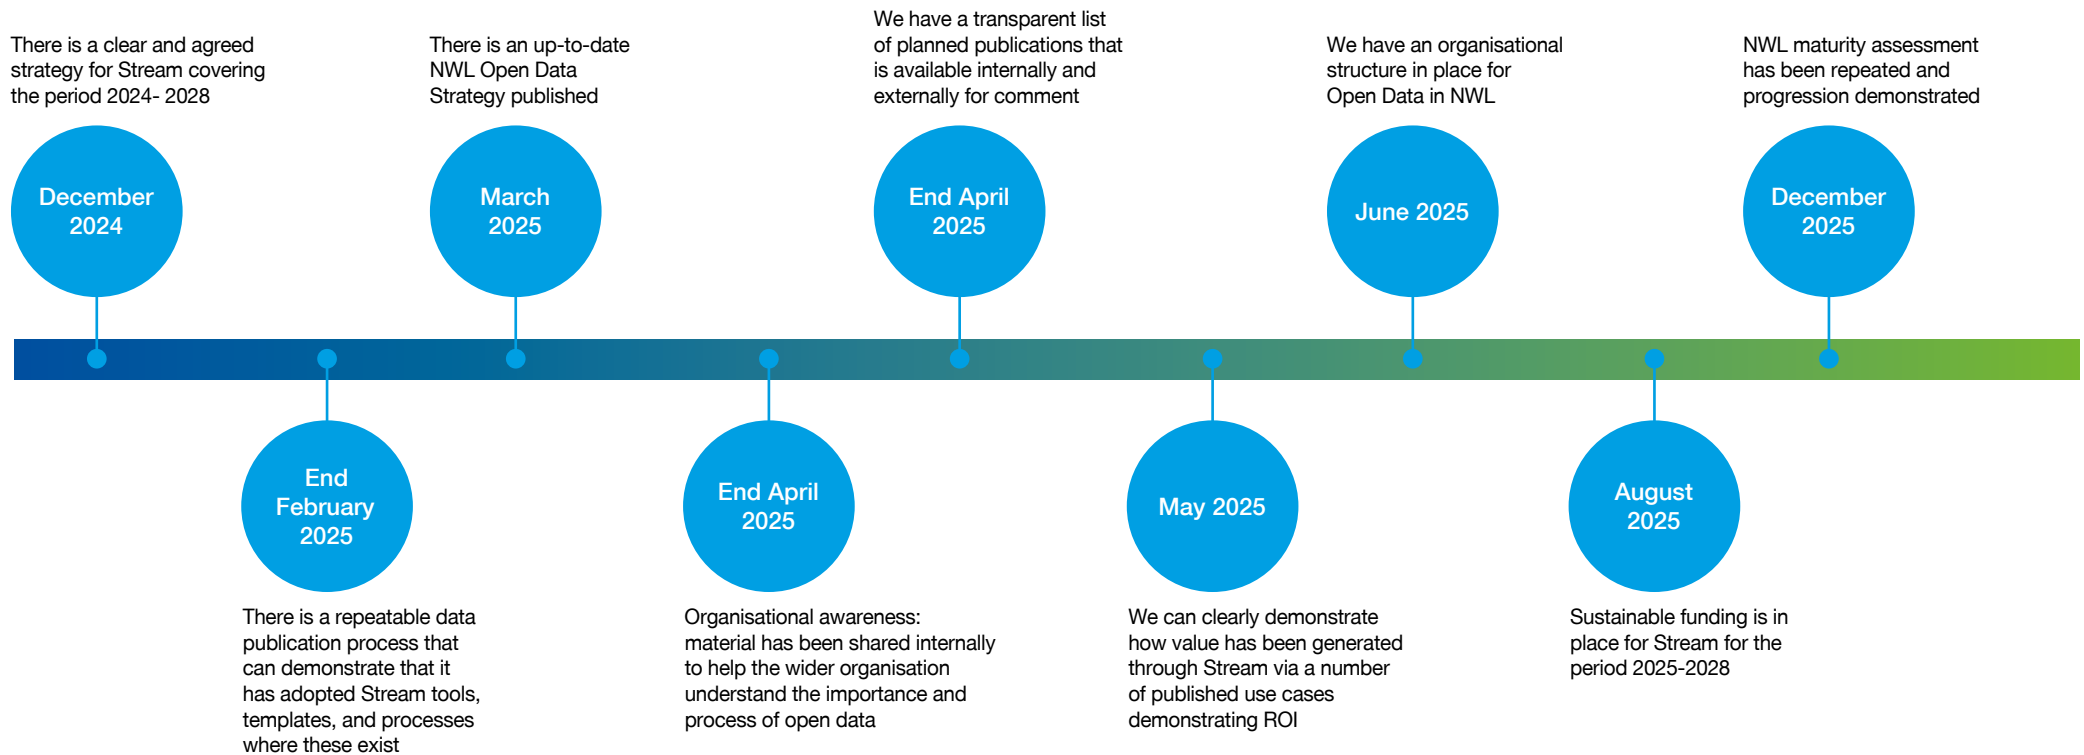 There is a clear and agreed
strategy for Stream covering
the period 2024- 2028
December
2024
End
February
2025
There is a repeatable data
publication process that
can demonstrate that it
has adopted Stream tools,
templates, and processes
where these exist
There is an up-to-date
NWL Open Data
Strategy published
March
2025
End April
2025
Organisational awareness:
material has been shared internally
to help the wider organisation
understand the importance and
process of open data
We have a transparent list
of planned publications that
is available internally and
externally for comment
End April
2025
May 2025
We can clearly demonstrate
how value has been generated
through Stream via a number
of published use cases
demonstrating ROI
We have an organisational
structure in place for
Open Data in NWL
June 2025
August
2025
Sustainable funding is in
place for Stream for the
period 2025-2028
NWL maturity assessment
has been repeated and
progression demonstrated
December
2025